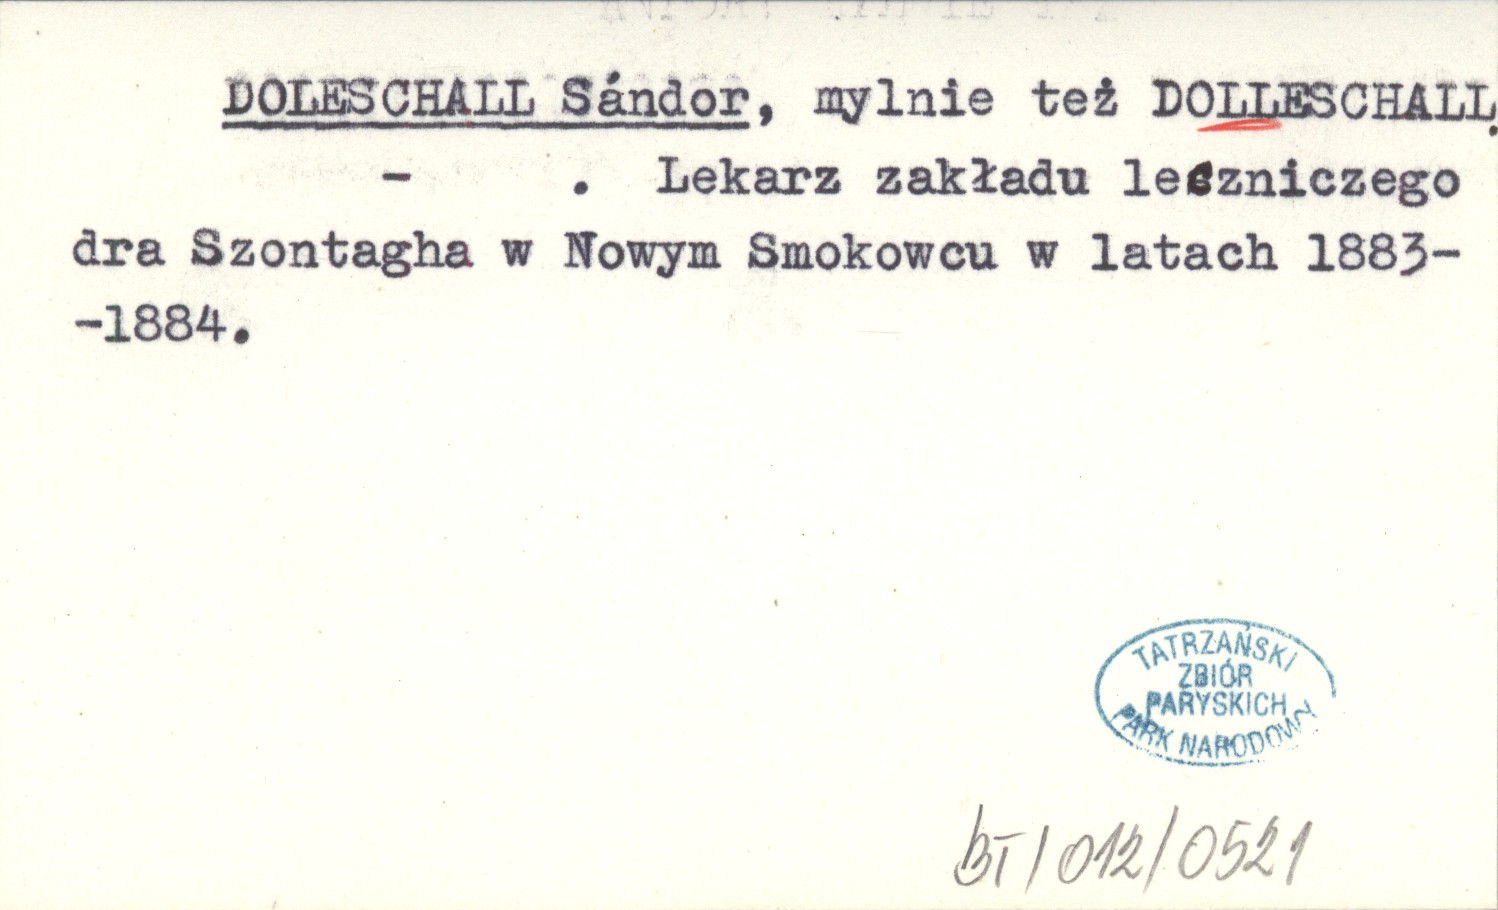 DOLESCHALL Sándor, mylnie też DOLLESCHALL.
- . Lekarz zakładu leczniczego
dra Szontagha w Nowym Smokowcu w latach 1883-
-1884.
TATRZAŃSKI
ZBIÓR
PARYSKICH
PARK NARODOWY
BT/012/0521